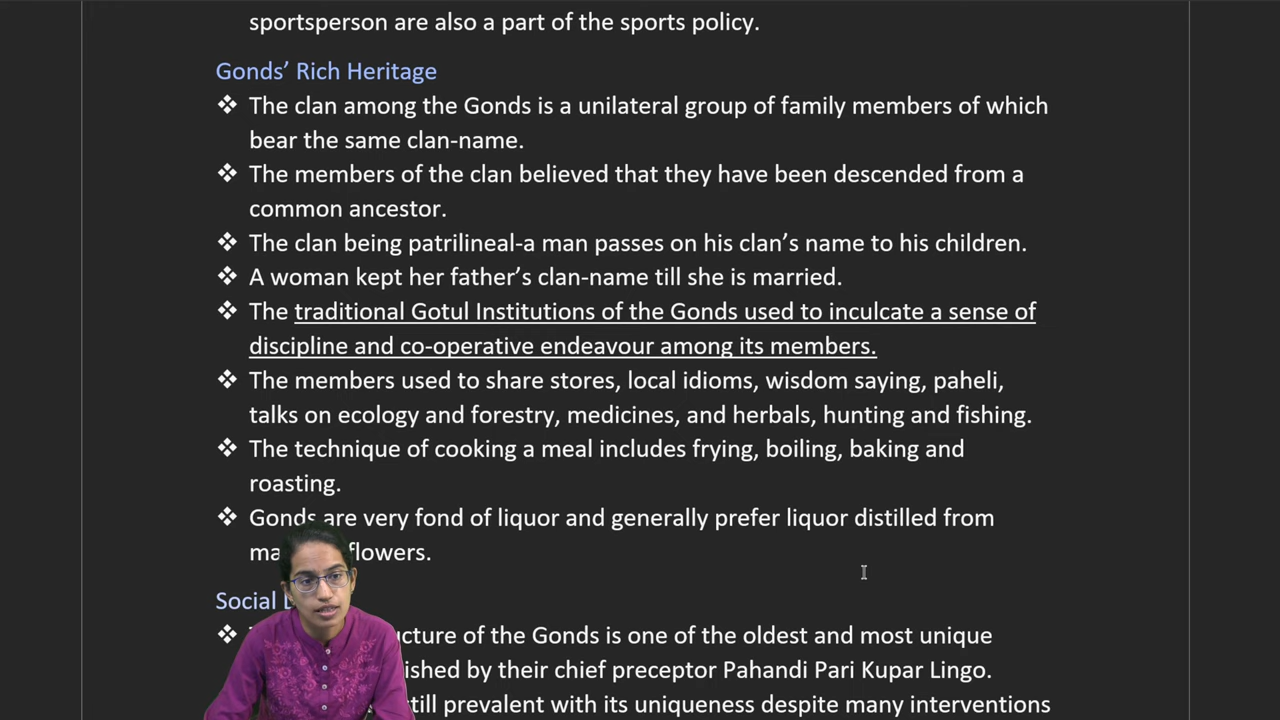 sportsperson are also a part of the sports policy.
Gonds’ Rich Heritage
❖ The clan among the Gonds is a unilateral group of family members of which
bear the same clan-name.
❖ The members of the clan believed that they have been descended from a
common ancestor.
❖ The clan being patrilineal-a man passes on his clan’s name to his children.
❖ A woman kept her father’s clan-name till she is married.
❖ The traditional Gotul Institutions of the Gonds used to inculcate a sense of
discipline and co-operative endeavour among its members.
❖ The members used to share stores, local idioms, wisdom saying, paheli,
talks on ecology and forestry, medicines, and herbals, hunting and fishing.
❖ The technique of cooking a meal includes frying, boiling, baking and
roasting.
❖ Gonds are very fond of liquor and generally prefer liquor distilled from
flowers.
Social
❖ ucture of the Gonds is one of the oldest and most unique
ished by their chief preceptor Pahandi Pari Kupar Lingo.
till prevalent with its uniqueness despite many interventions